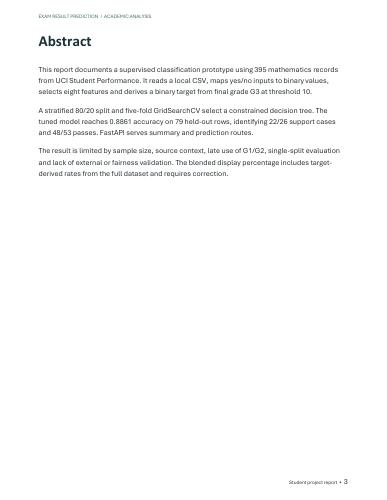 EXAM RESULT PREDICTION | ACADEMIC ANALYSIS
Abstract
This report documents a supervised classification prototype using 395 mathematics records
from UCI Student Performance. It reads a local CSV, maps yes/no inputs to binary values,
selects eight features and derives a binary target from final grade G3 at threshold 10.
A stratified 80/20 split and five-fold GridSearchCV select a constrained decision tree. The
tuned model reaches 0.8861 accuracy on 79 held-out rows, identifying 22/26 support cases
and 48/53 passes. FastAPI serves summary and prediction routes.
The result is limited by sample size, source context, late use of G1/G2, single-split evaluation
and lack of external or fairness validation. The blended display percentage includes target-
derived rates from the full dataset and requires correction.
Student project report • 3